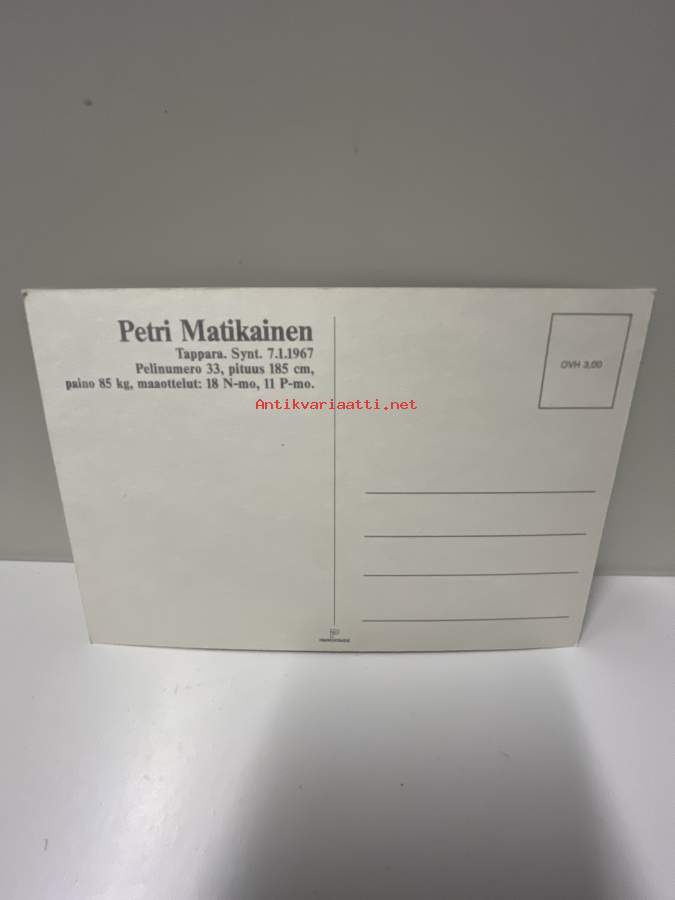 Petri Matikainen
Tappara. Synt. 7.1.1967
Pelinumero 33, pituus 185 cm,
paino 85 kg, maaottelut: 18 N-mo, 11 P-mo.
OVH 3,00
Antikvariaatti.net